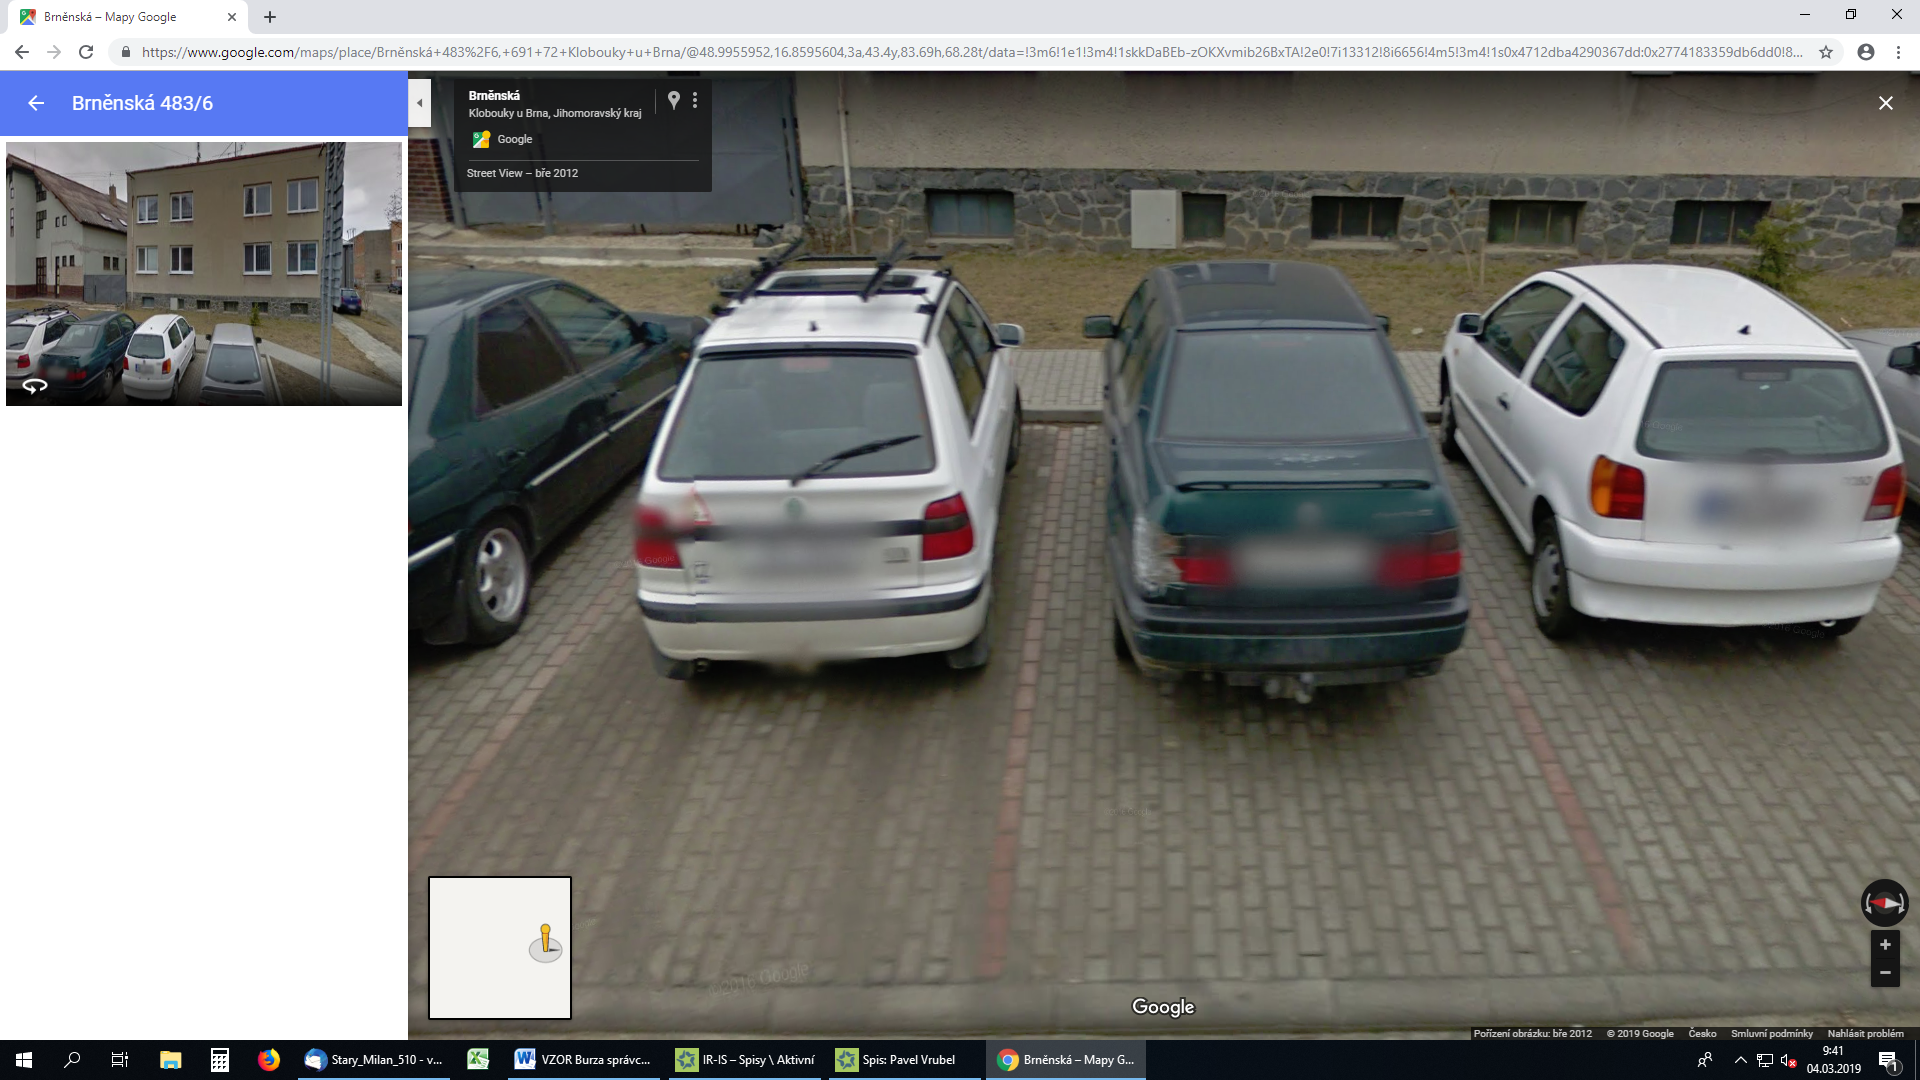 Brněnská – Mapy Google
https://www.google.com/maps/place/Brněnská+483%2F6,+691+72+Klobouky+u+Brna/@48.9955952,16.8595604,3a,43.4y,83.69h,68.28t/data=!3m6!1e1!3m4!1skkDaBEb-zOKXvmib26BxTA!2e0!7i13312!8i6656!4m5!3m4!1s0x4712dba4290367dd:0x2774183359db6dd0!8...
Brněnská 483/6
Brněnská
Klobouky u Brna, Jihomoravský kraj
Google
Street View – bře 2012
© 2016 Google
Google
Pořízení obrázku: bře 2012 © 2019 Google Česko Smluvní podmínky Nahlásit problém
Stary_Milan_510 - v...
VZOR Burza správc...
IR-IS – Spisy \ Aktivní
Spis: Pavel Vrubel
Brněnská – Mapy G...
9:41
04.03.2019
1